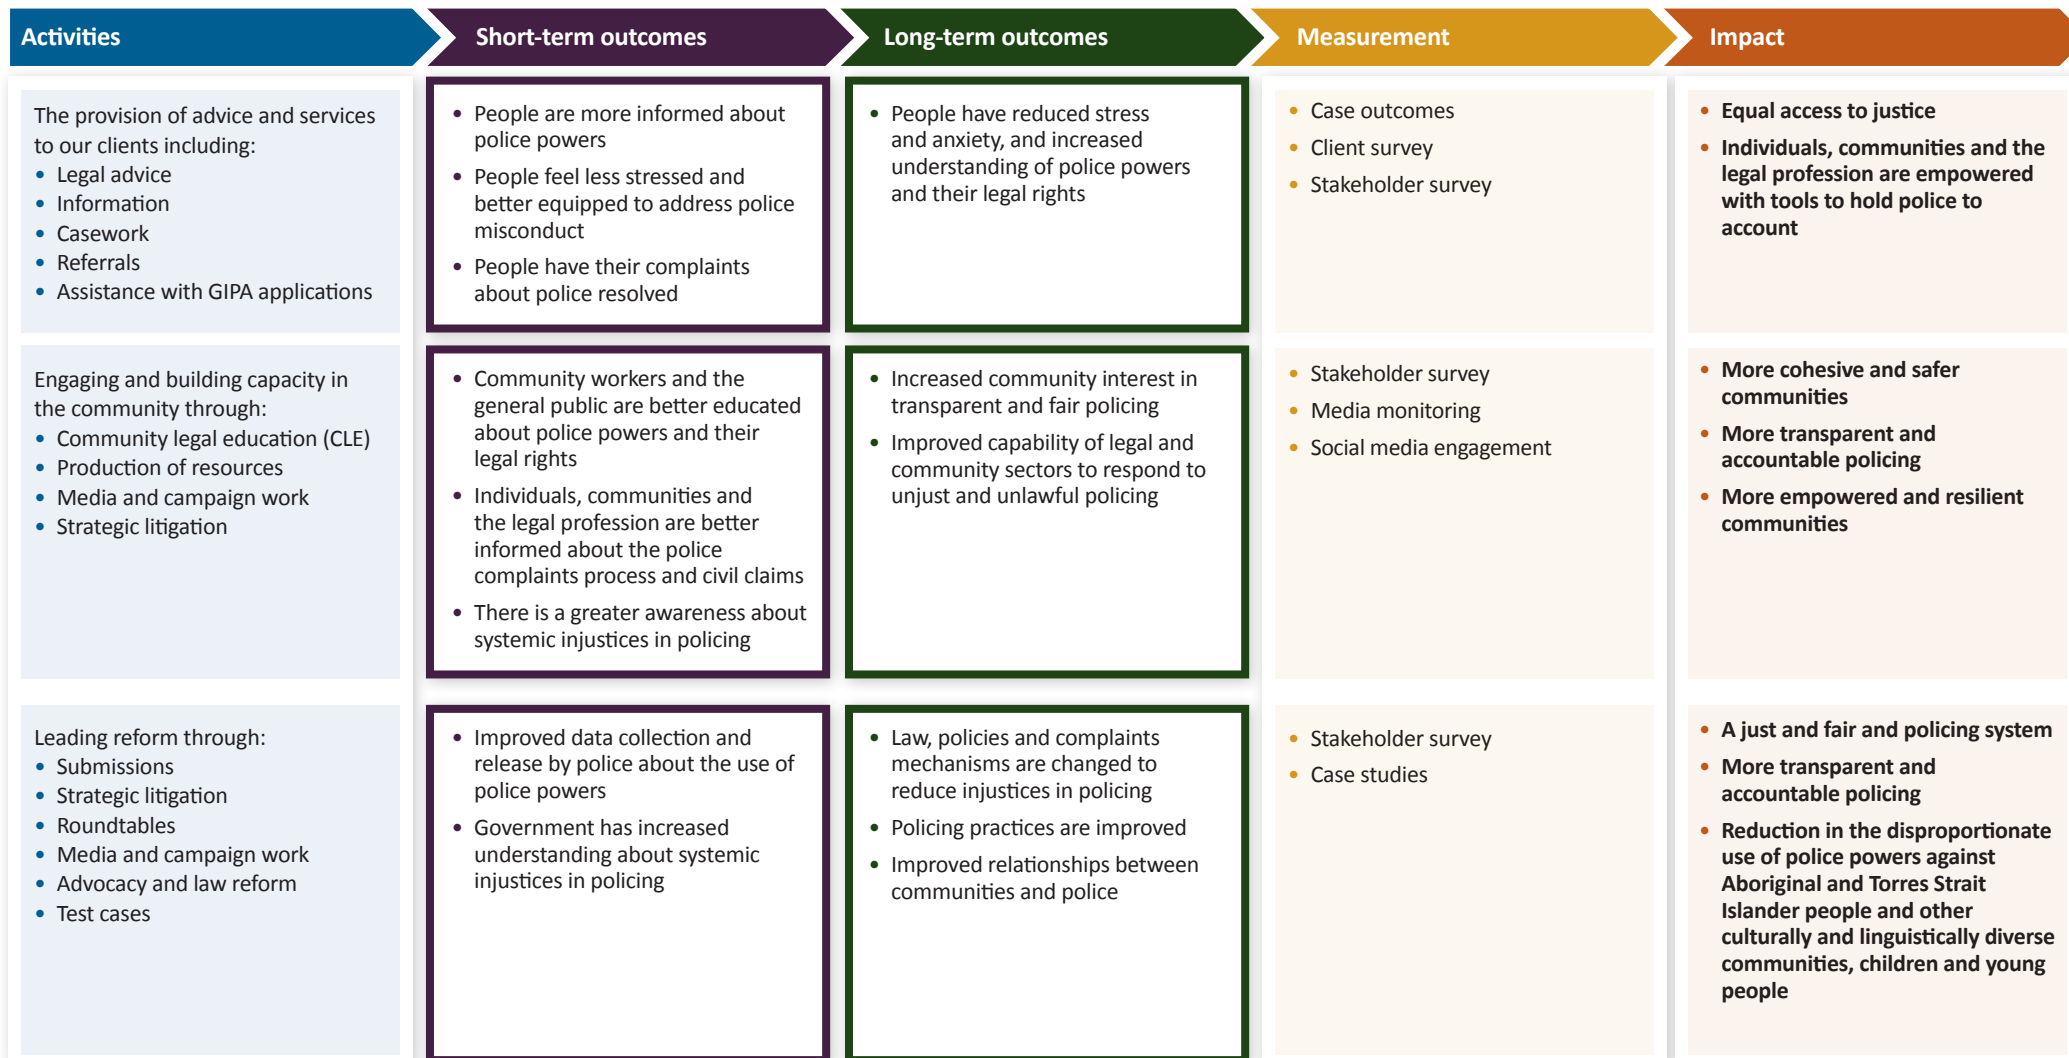 Activities
Short-term outcomes
Long-term outcomes
Measurement
Impact
The provision of advice and services
to our clients including:
• Legal advice
• Information
• Casework
• Referrals
• Assistance with GIPA applications
• People are more informed about
police powers
• People feel less stressed and
better equipped to address police
misconduct
• People have their complaints
about police resolved
• People have reduced stress
and anxiety, and increased
understanding of police powers
and their legal rights
• Case outcomes
• Client survey
• Stakeholder survey
• Equal access to justice
• Individuals, communities and the
legal profession are empowered
with tools to hold police to
account
Engaging and building capacity in
the community through:
• Community legal education (CLE)
• Production of resources
• Media and campaign work
• Strategic litigation
• Community workers and the
general public are better educated
about police powers and their
legal rights
• Individuals, communities and
the legal profession are better
informed about the police
complaints process and civil claims
• There is a greater awareness about
systemic injustices in policing
• Increased community interest in
transparent and fair policing
• Improved capability of legal and
community sectors to respond to
unjust and unlawful policing
• Stakeholder survey
• Media monitoring
• Social media engagement
• More cohesive and safer
communities
• More transparent and
accountable policing
• More empowered and resilient
communities
Leading reform through:
• Submissions
• Strategic litigation
• Roundtables
• Media and campaign work
• Advocacy and law reform
• Test cases
• Improved data collection and
release by police about the use of
police powers
• Government has increased
understanding about systemic
injustices in policing
• Law, policies and complaints
mechanisms are changed to
reduce injustices in policing
• Policing practices are improved
• Improved relationships between
communities and police
• Stakeholder survey
• Case studies
• A just and fair and policing system
• More transparent and
accountable policing
• Reduction in the disproportionate
use of police powers against
Aboriginal and Torres Strait
Islander people and other
culturally and linguistically diverse
communities, children and young
people